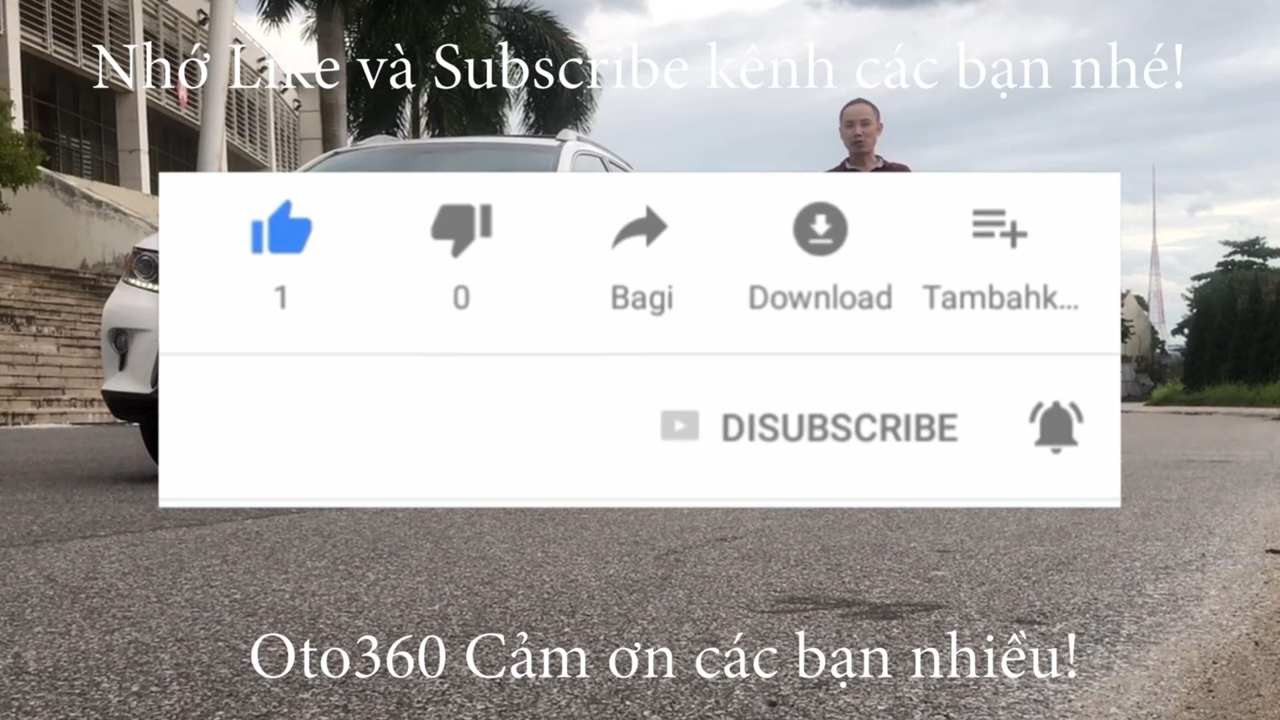 Nhớ Like và Subscribe kênh các bạn nhé!
1 0 Bagi Download Tambahk...
DISUBSCRIBE
Oto360 Cảm ơn các bạn nhiều!